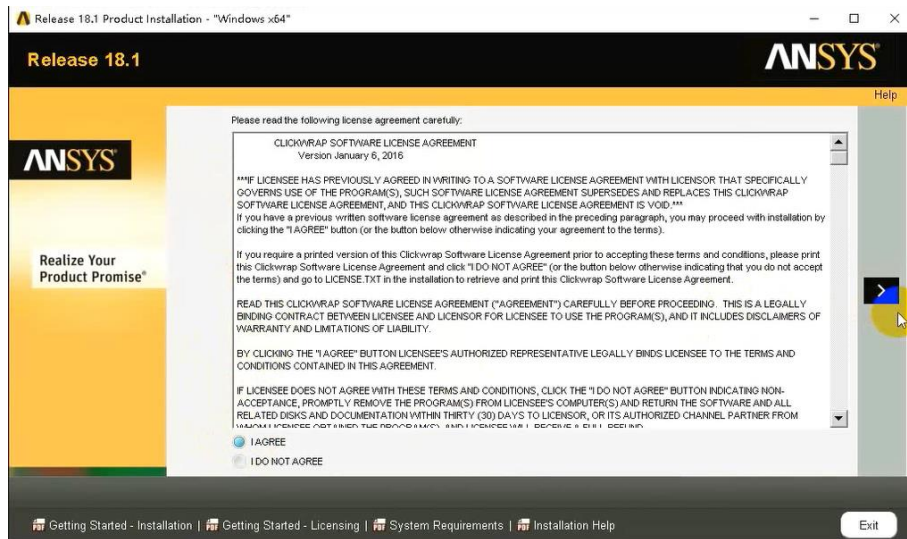 Release 18.1 Product Installation - "Windows x64"
Release 18.1
ANSYS
Help
Please read the following license agreement carefully:
CLICKWRAP SOFTWARE LICENSE AGREEMENT
Version January 6, 2016
***IF LICENSEE HAS PREVIOUSLY AGREED IN WRITING TO A SOFTWARE LICENSE AGREEMENT WITH LICENSOR THAT SPECIFICALLY
GOVERNS USE OF THE PROGRAM(S), SUCH SOFTWARE LICENSE AGREEMENT SUPERSEDES AND REPLACES THIS CLICKWRAP
SOFTWARE LICENSE AGREEMENT, AND THIS CLICKWRAP SOFTWARE LICENSE AGREEMENT IS VOID.***
If you have a previous written software license agreement as described in the preceding paragraph, you may proceed with installation by
clicking the "I AGREE" button (or the button below otherwise indicating your agreement to the terms).
If you require a printed version of this Clickwrap Software License Agreement prior to accepting these terms and conditions, please print
this Clickwrap Software License Agreement and click "I DO NOT AGREE" (or the button below otherwise indicating that you do not accept
the terms) and go to LICENSE.TXT in the installation to retrieve and print this Clickwrap Software License Agreement.
READ THIS CLICKWRAP SOFTWARE LICENSE AGREEMENT ("AGREEMENT") CAREFULLY BEFORE PROCEEDING. THIS IS A LEGALLY
BINDING CONTRACT BETWEEN LICENSEE AND LICENSOR FOR LICENSEE TO USE THE PROGRAM(S), AND IT INCLUDES DISCLAIMERS OF
WARRANTY AND LIMITATIONS OF LIABILITY.
BY CLICKING THE "I AGREE" BUTTON LICENSEE'S AUTHORIZED REPRESENTATIVE LEGALLY BINDS LICENSEE TO THE TERMS AND
CONDITIONS CONTAINED IN THIS AGREEMENT.
IF LICENSEE DOES NOT AGREE WITH THESE TERMS AND CONDITIONS, CLICK THE "I DO NOT AGREE" BUTTON INDICATING NON-
ACCEPTANCE, PROMPTLY REMOVE THE PROGRAM(S) FROM LICENSEE'S COMPUTER(S) AND RETURN THE SOFTWARE AND ALL
RELATED DISKS AND DOCUMENTATION WITHIN THIRTY (30) DAYS TO LICENSOR, OR ITS AUTHORIZED CHANNEL PARTNER FROM
WHOM LICENSEE OBTAINED THE PROGRAM(S), AND LICENSEE WILL RECEIVE A FULL REFUND
ANSYS
Realize Your
Product Promise®
I AGREE
I DO NOT AGREE
Getting Started - Installation | Getting Started - Licensing | System Requirements | Installation Help
Exit